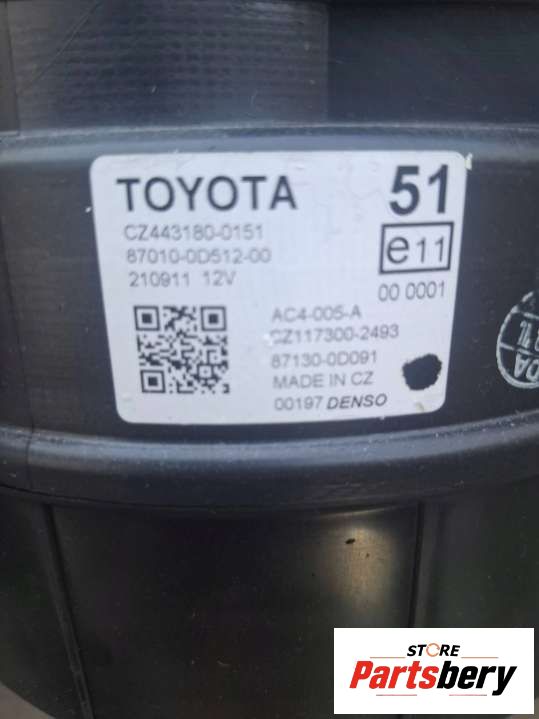 TOYOTA 51
CZ443180-0151
87010-0D512-00
e11
210911 12V
00 0001
AC4-005-A
CZ117300-2493
87130-0D091
MADE IN CZ
00197 DENSO
STORE
Partsbery